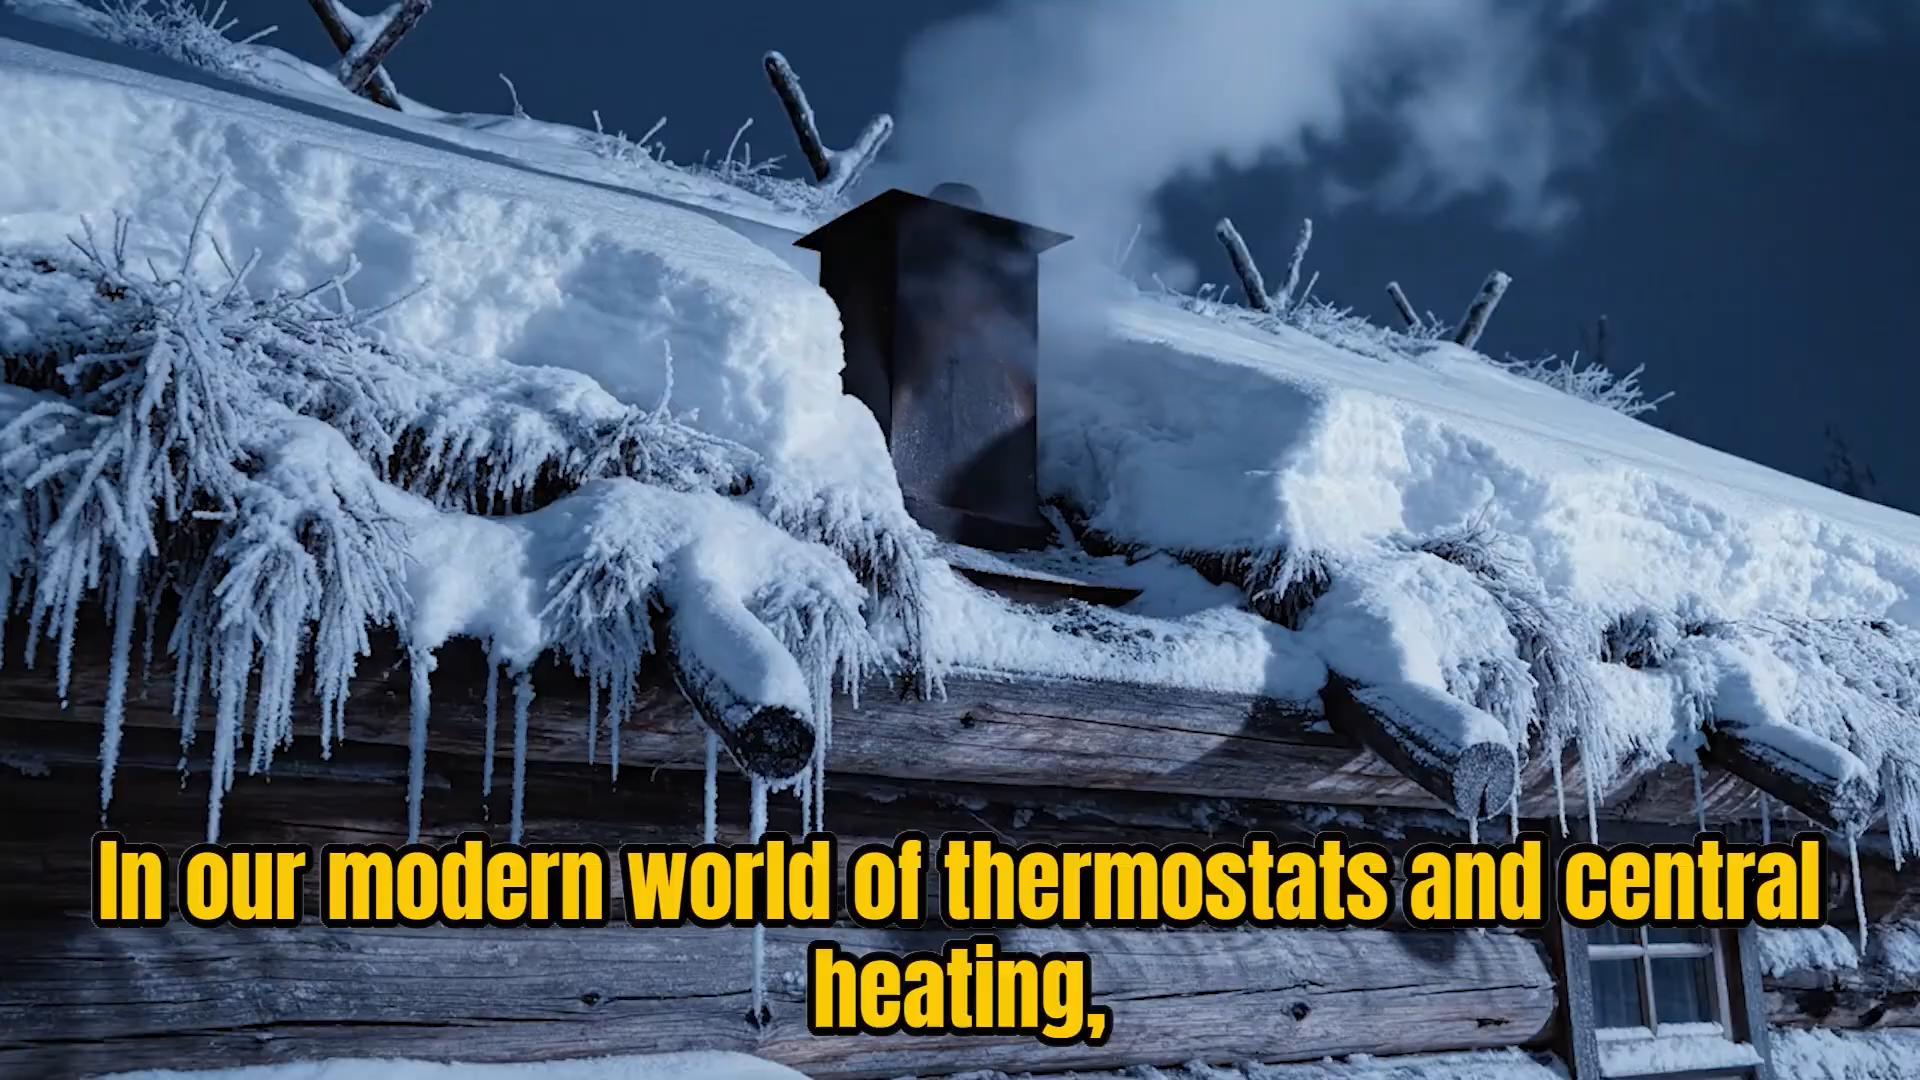 In our modern world of thermostats and central
heating,